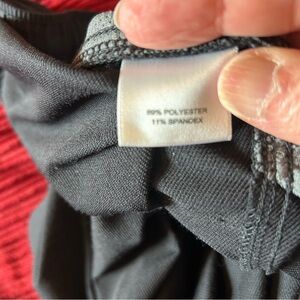 89% POLYESTER
11% SPANDEX